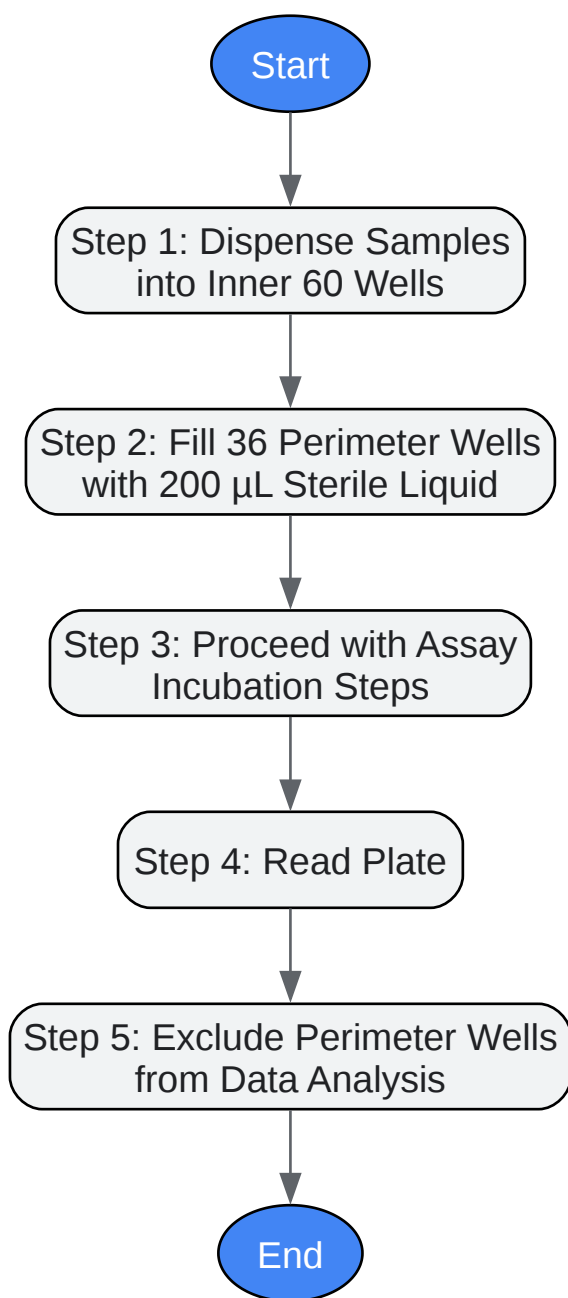 Start
Step 1: Dispense Samples
into Inner 60 Wells
Step 2: Fill 36 Perimeter Wells
with 200 µL Sterile Liquid
Step 3: Proceed with Assay
Incubation Steps
Step 4: Read Plate
Step 5: Exclude Perimeter Wells
from Data Analysis
End